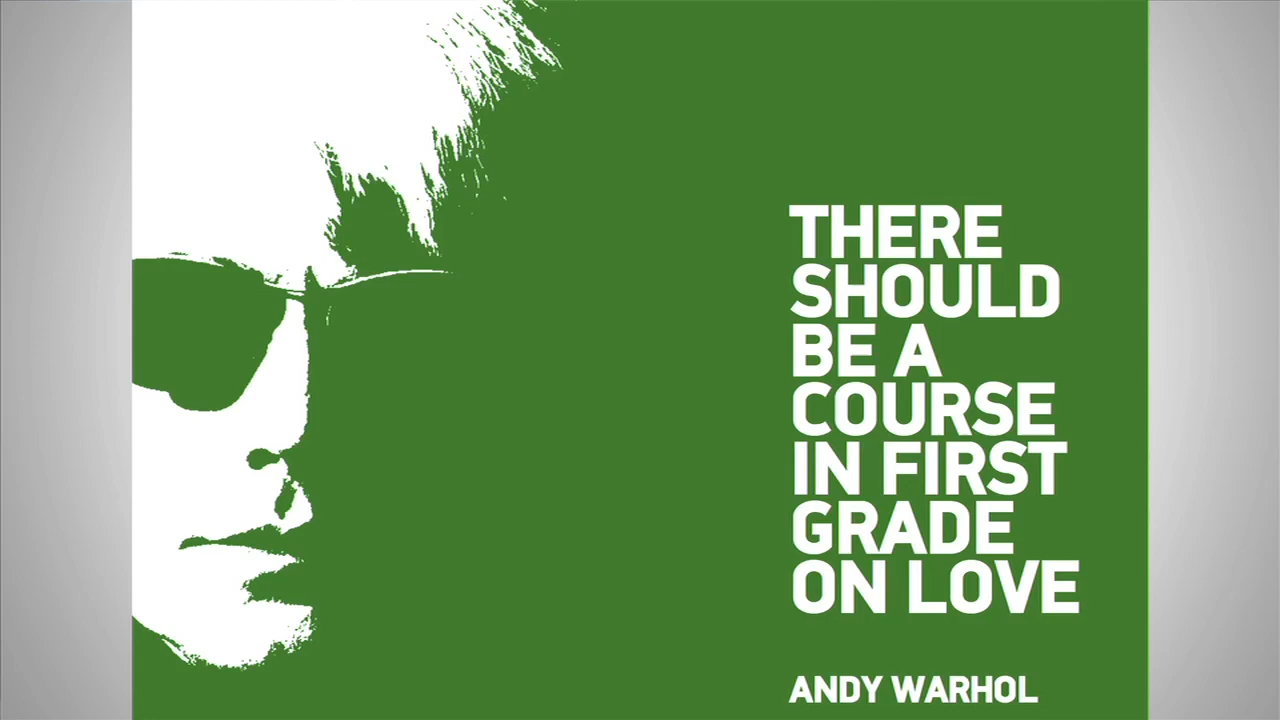 THERE
SHOULD
BE A
COURSE
IN FIRST
GRADE
ON LOVE
ANDY WARHOL